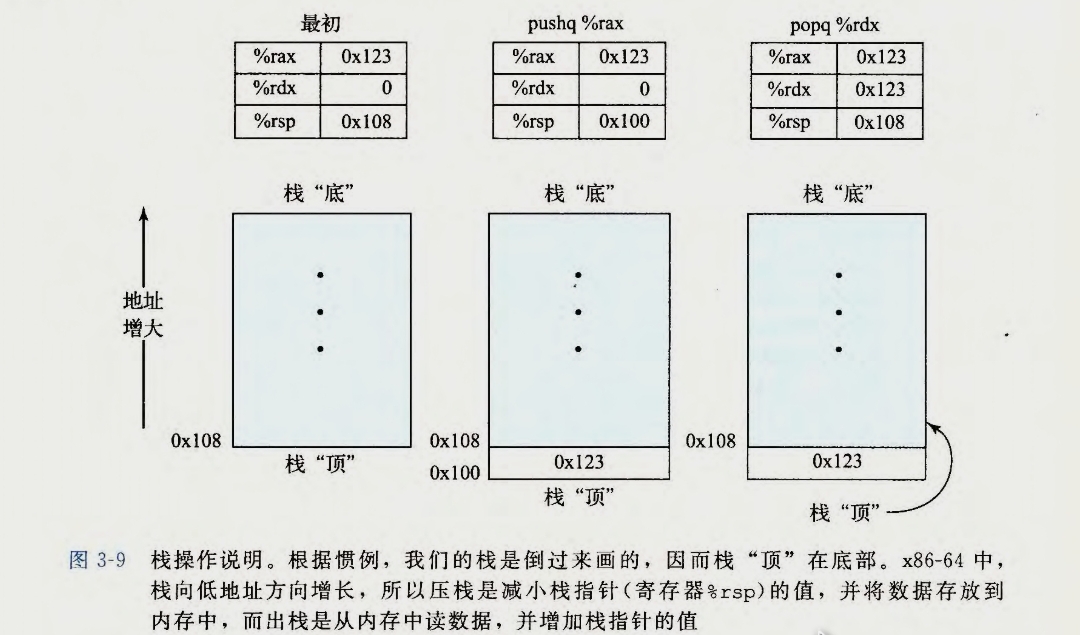 最初
%rax 0x123
%rdx 0
%rsp 0x108
pushq %rax
%rax 0x123
%rdx 0
%rsp 0x100
popq %rdx
%rax 0x123
%rdx 0x123
%rsp 0x108
地址
增大
栈“底”
0x108
栈“顶”
栈“底”
0x108
0x100
0x123
栈“顶”
栈“底”
0x108
0x123
栈“顶”
图 3-9 栈操作说明。根据惯例，我们的栈是倒过来画的，因而栈“顶”在底部。x86-64 中，
栈向低地址方向增长，所以压栈是减小栈指针(寄存器%rsp)的值，并将数据存放到
内存中，而出栈是从内存中读数据，并增加栈指针的值